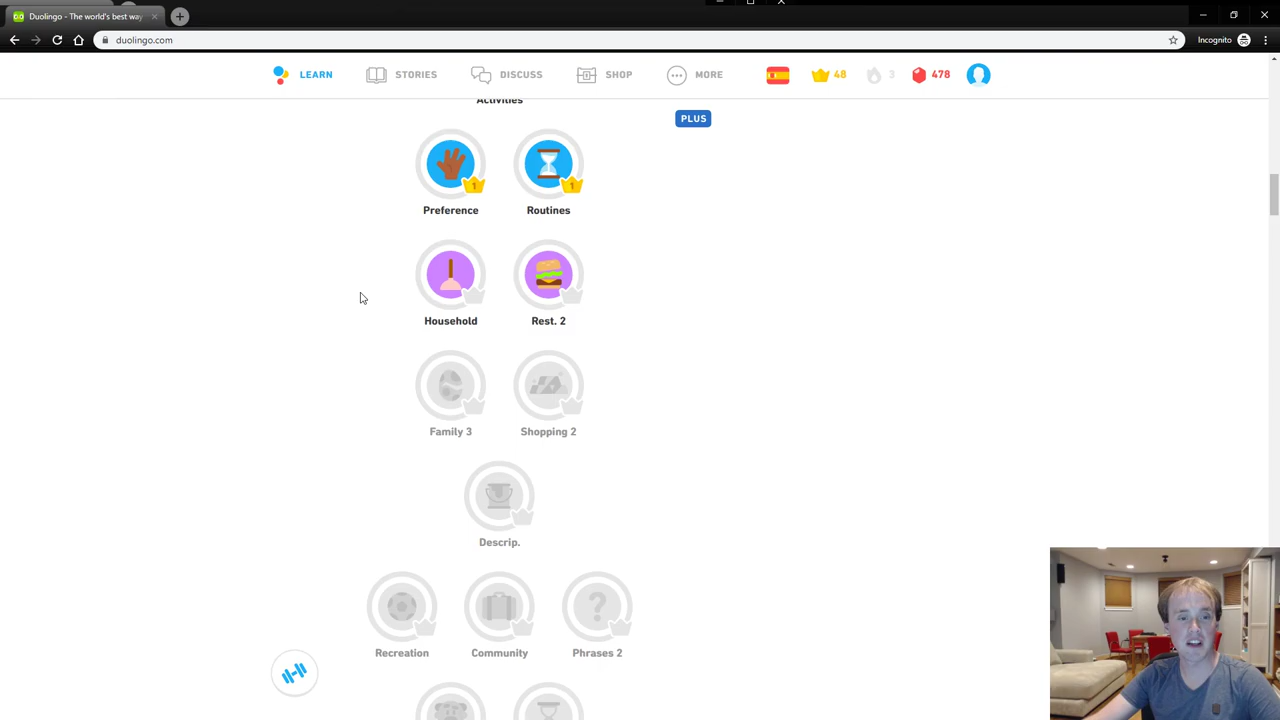 Duolingo - The world's best way
duolingo.com
Incognito
LEARN
STORIES
DISCUSS
SHOP
MORE
48
3
478
Activities
PLUS
1
1
Preference
Routines
Household
Rest. 2
Family 3
Shopping 2
Descrip.
?
Recreation
Community
Phrases 2